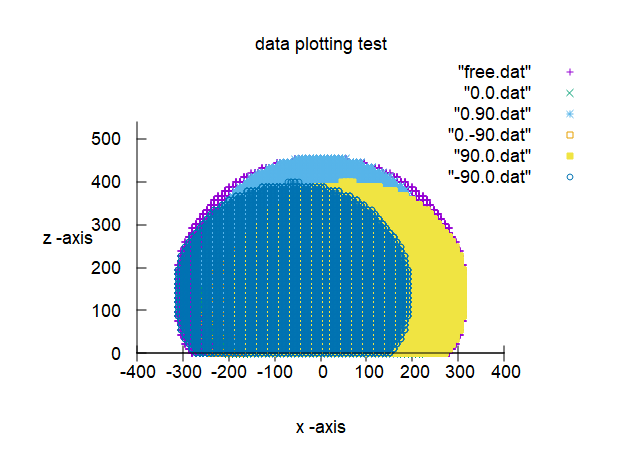 data plotting test
"free.dat"
"0.0.dat"
"0.90.dat"
"0.-90.dat"
"90.0.dat"
"-90.0.dat"
500
400
300
z -axis
200
100
0
-400 -300 -200 -100 0 100 200 300 400
x -axis